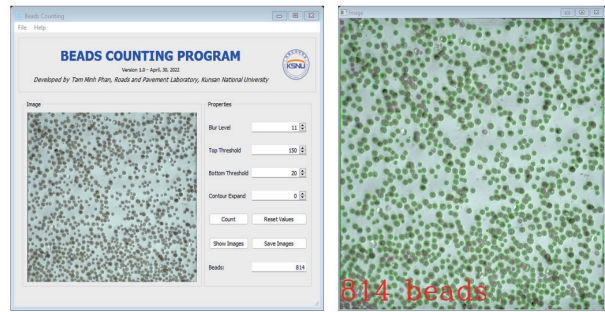 Beads Counting
File Help
BEADS COUNTING PROGRAM
Version 1.0 - April, 30, 2022
Developed by Tam Minh Phan, Roads and Pavement Laboratory, Kunsan National University
KSNU
Image
Properties
Blur Level 11
Top Threshold 150
Bottom Threshold 20
Contour Expand 0
Count Reset Values
Show Images Save Images
Beads: 814
Image
814 beads